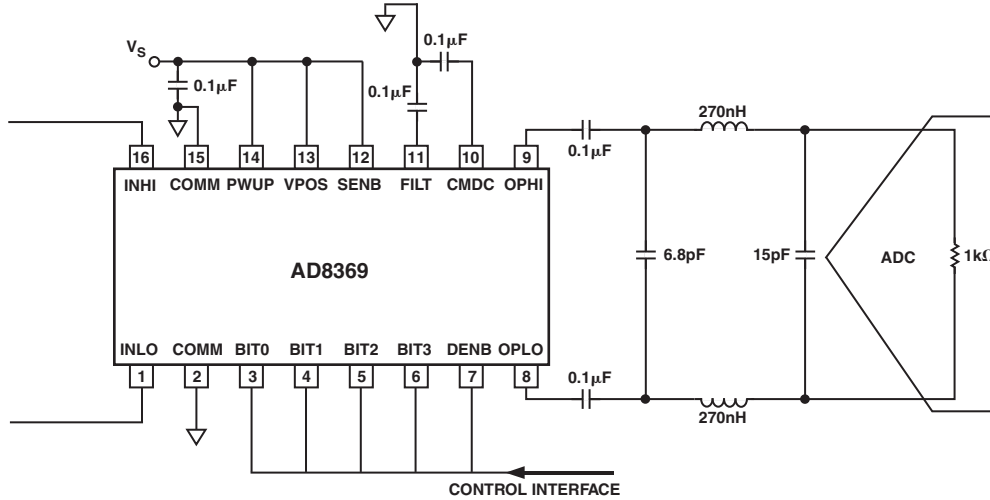 V_S
0.1µF
0.1µF
0.1µF
16 15 14 13 12 11 10 9
INHI COMM PWUP VPOS SENB FILT CMDC OPHI
AD8369
INLO COMM BIT0 BIT1 BIT2 BIT3 DENB OPLO
1 2 3 4 5 6 7 8
0.1µF
270nH
6.8pF
15pF
ADC
1kΩ
0.1µF
270nH
CONTROL INTERFACE